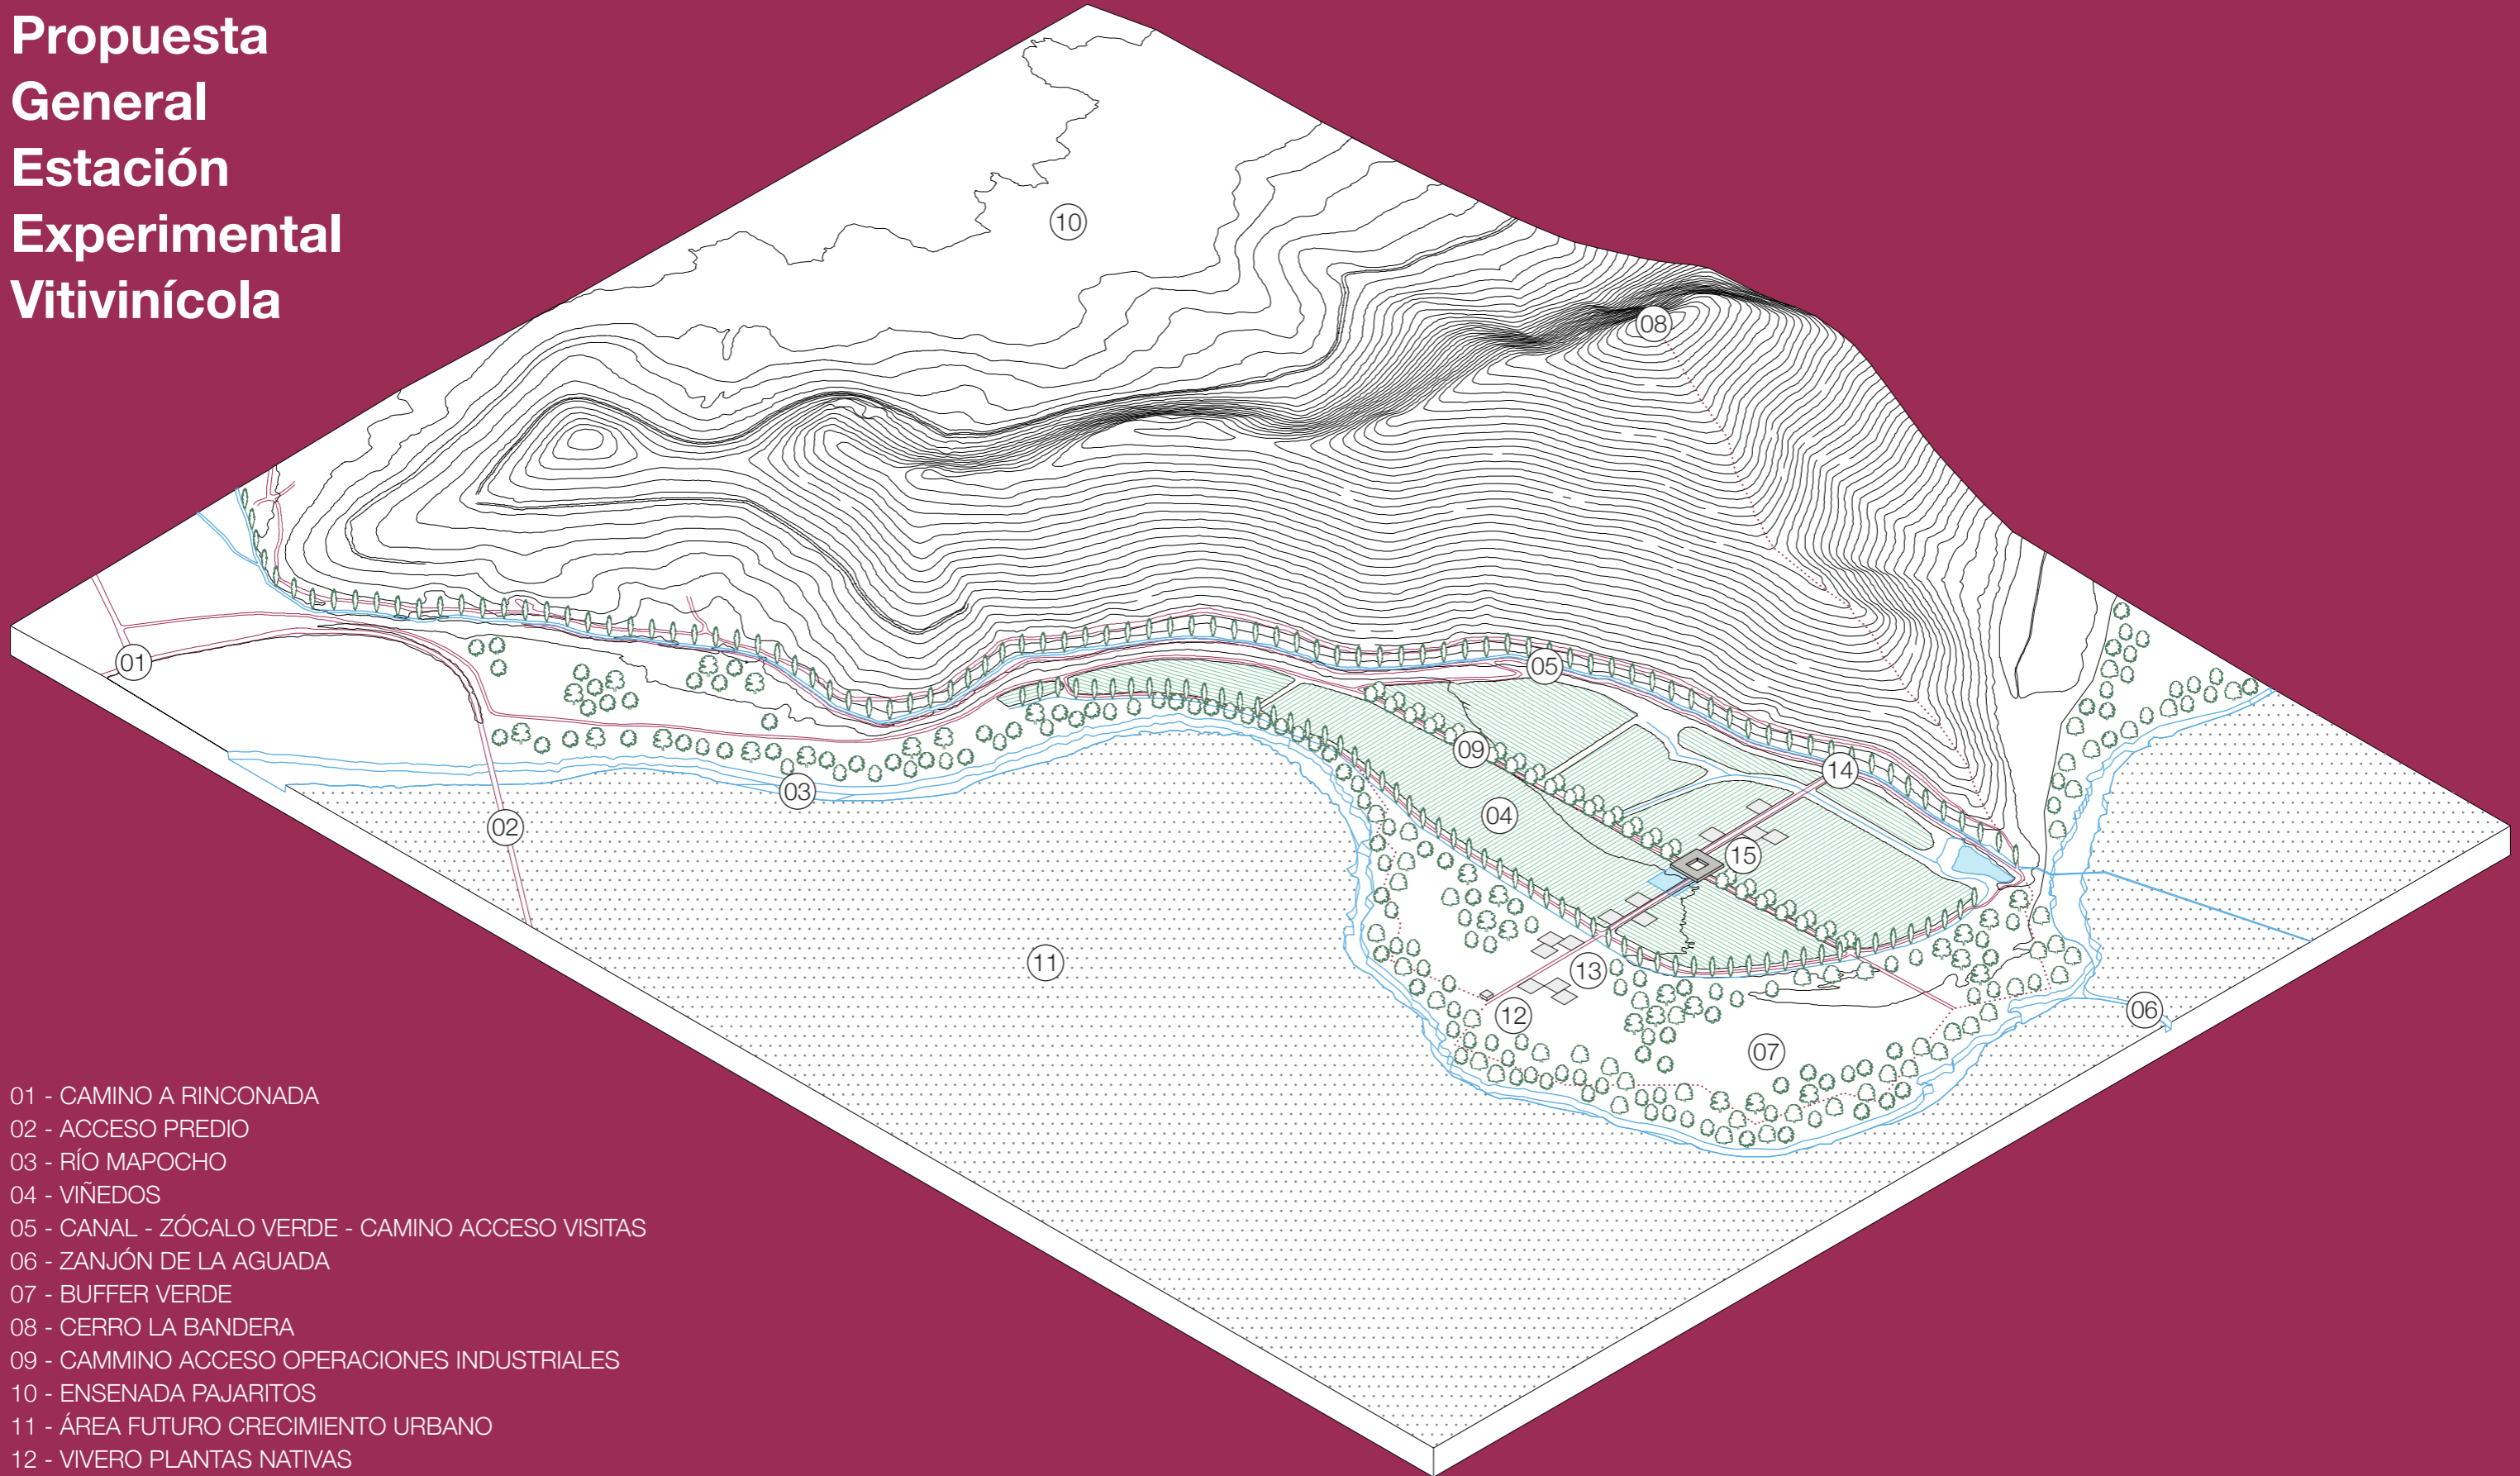 Propuesta
General
Estación
Experimental
Vitivinícola
10
08
01
05
09
14
03
04
02
15
11
13
12
06
07
01 - CAMINO A RINCONADA
02 - ACCESO PREDIO
03 - RÍO MAPOCHO
04 - VIÑEDOS
05 - CANAL - ZÓCALO VERDE - CAMINO ACCESO VISITAS
06 - ZANJÓN DE LA AGUADA
07 - BUFFER VERDE
08 - CERRO LA BANDERA
09 - CAMMINO ACCESO OPERACIONES INDUSTRIALES
10 - ENSENADA PAJARITOS
11 - ÁREA FUTURO CRECIMIENTO URBANO
12 - VIVERO PLANTAS NATIVAS